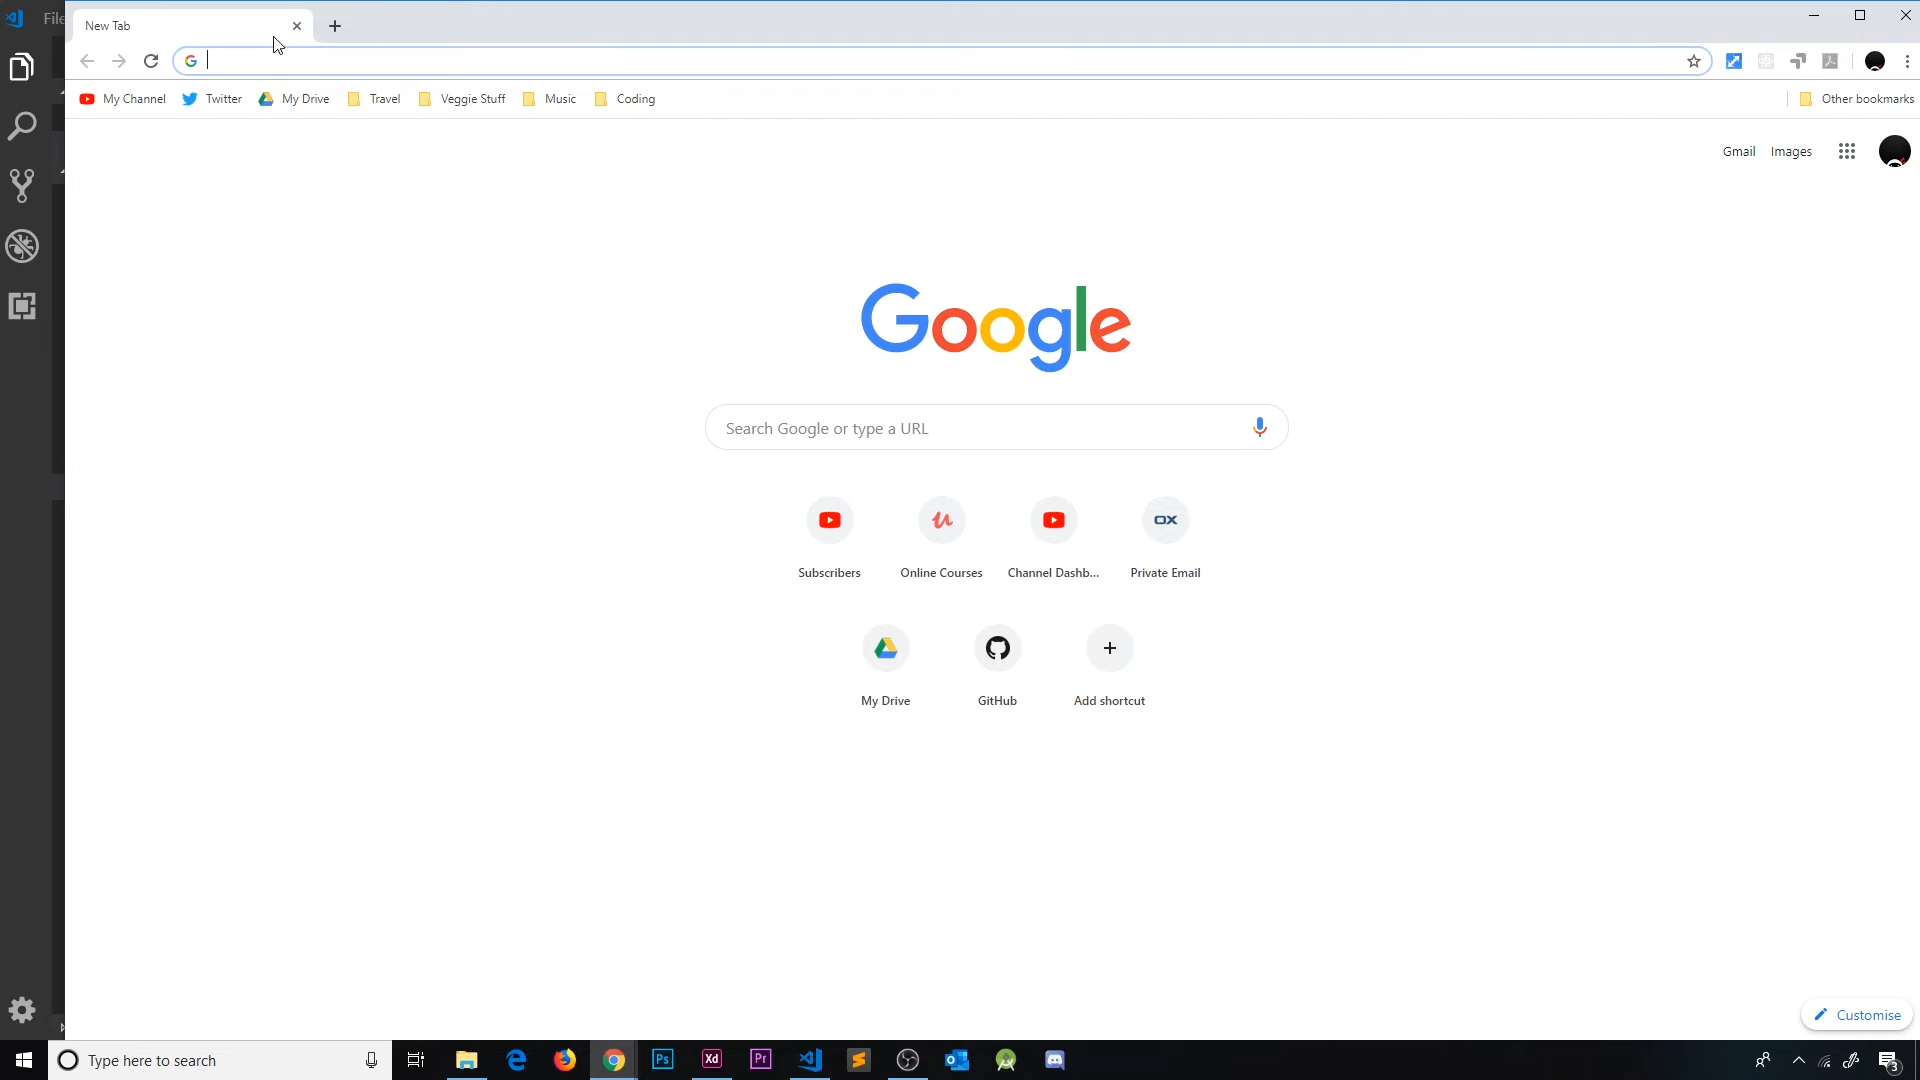 File
New Tab
My Channel Twitter My Drive Travel Veggie Stuff Music Coding Other bookmarks
Gmail Images
Google
Search Google or type a URL
Subscribers Online Courses Channel Dashb... Private Email
My Drive GitHub Add shortcut
Customise
Type here to search